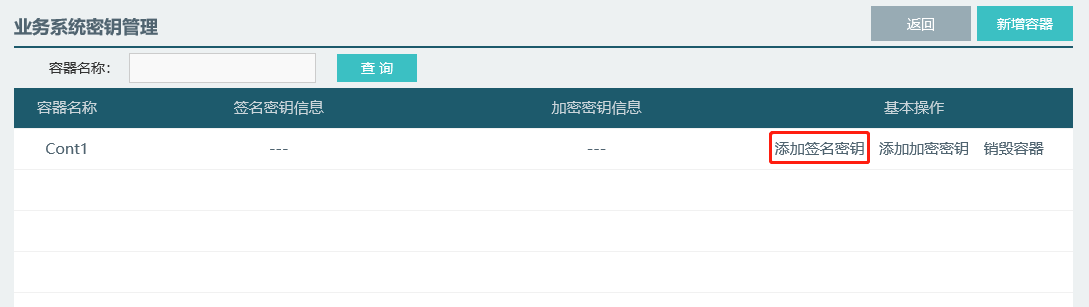 业务系统密钥管理 返回 新增容器
容器名称： 查 询
容器名称 签名密钥信息 加密密钥信息 基本操作
Cont1 --- --- 添加签名密钥 添加加密密钥 销毁容器